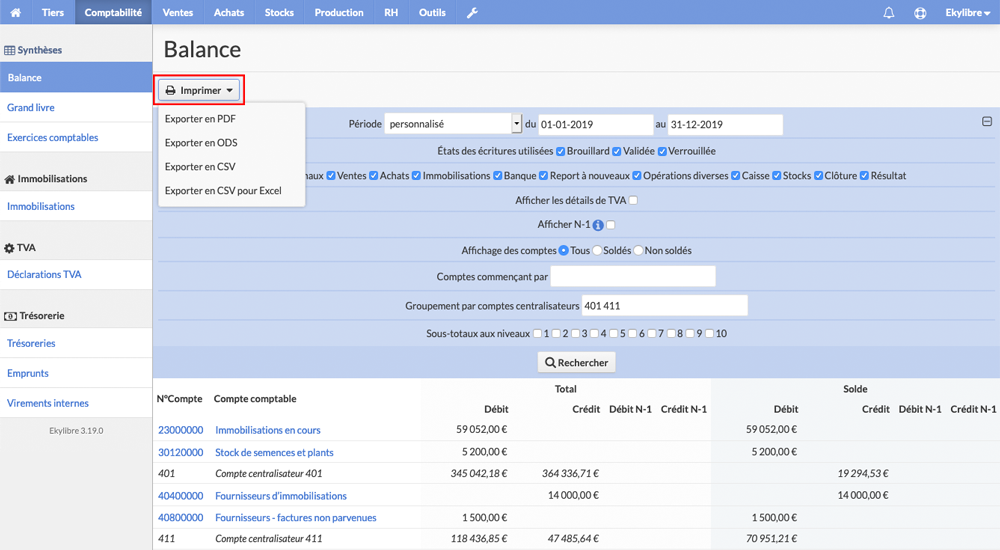 Tiers Comptabilité Ventes Achats Stocks Production RH Outils Ekylibre
Synthèses
Balance
Grand livre
Exercices comptables
Immobilisations
Immobilisations
TVA
Déclarations TVA
Trésorerie
Trésoreries
Emprunts
Virements internes
Ekylibre 3.19.0
Balance
Imprimer
Exporter en PDF
Exporter en ODS
Exporter en CSV
Exporter en CSV pour Excel
Période personnalisé du 01-01-2019 au 31-12-2019
États des écritures utilisées Brouillard Validée Verrouillée
naux Ventes Achats Immobilisations Banque Report à nouveaux Opérations diverses Caisse Stocks Clôture Résultat
Afficher les détails de TVA
Afficher N-1
Affichage des comptes Tous Soldés Non soldés
Comptes commençant par
Groupement par comptes centralisateurs 401 411
Sous-totaux aux niveaux 1 2 3 4 5 6 7 8 9 10
Rechercher
Total Solde
N°Compte Compte comptable Débit Crédit Débit N-1 Crédit N-1 Débit Crédit Débit N-1 Crédit N-1
23000000 Immobilisations en cours 59 052,00 € 59 052,00 €
30120000 Stock de semences et plants 5 200,00 € 5 200,00 €
401 Compte centralisateur 401 345 042,18 € 364 336,71 € 19 294,53 €
40400000 Fournisseurs d'immobilisations 14 000,00 € 14 000,00 €
40800000 Fournisseurs - factures non parvenues 1 500,00 € 1 500,00 €
411 Compte centralisateur 411 118 436,85 € 47 485,64 € 70 951,21 €